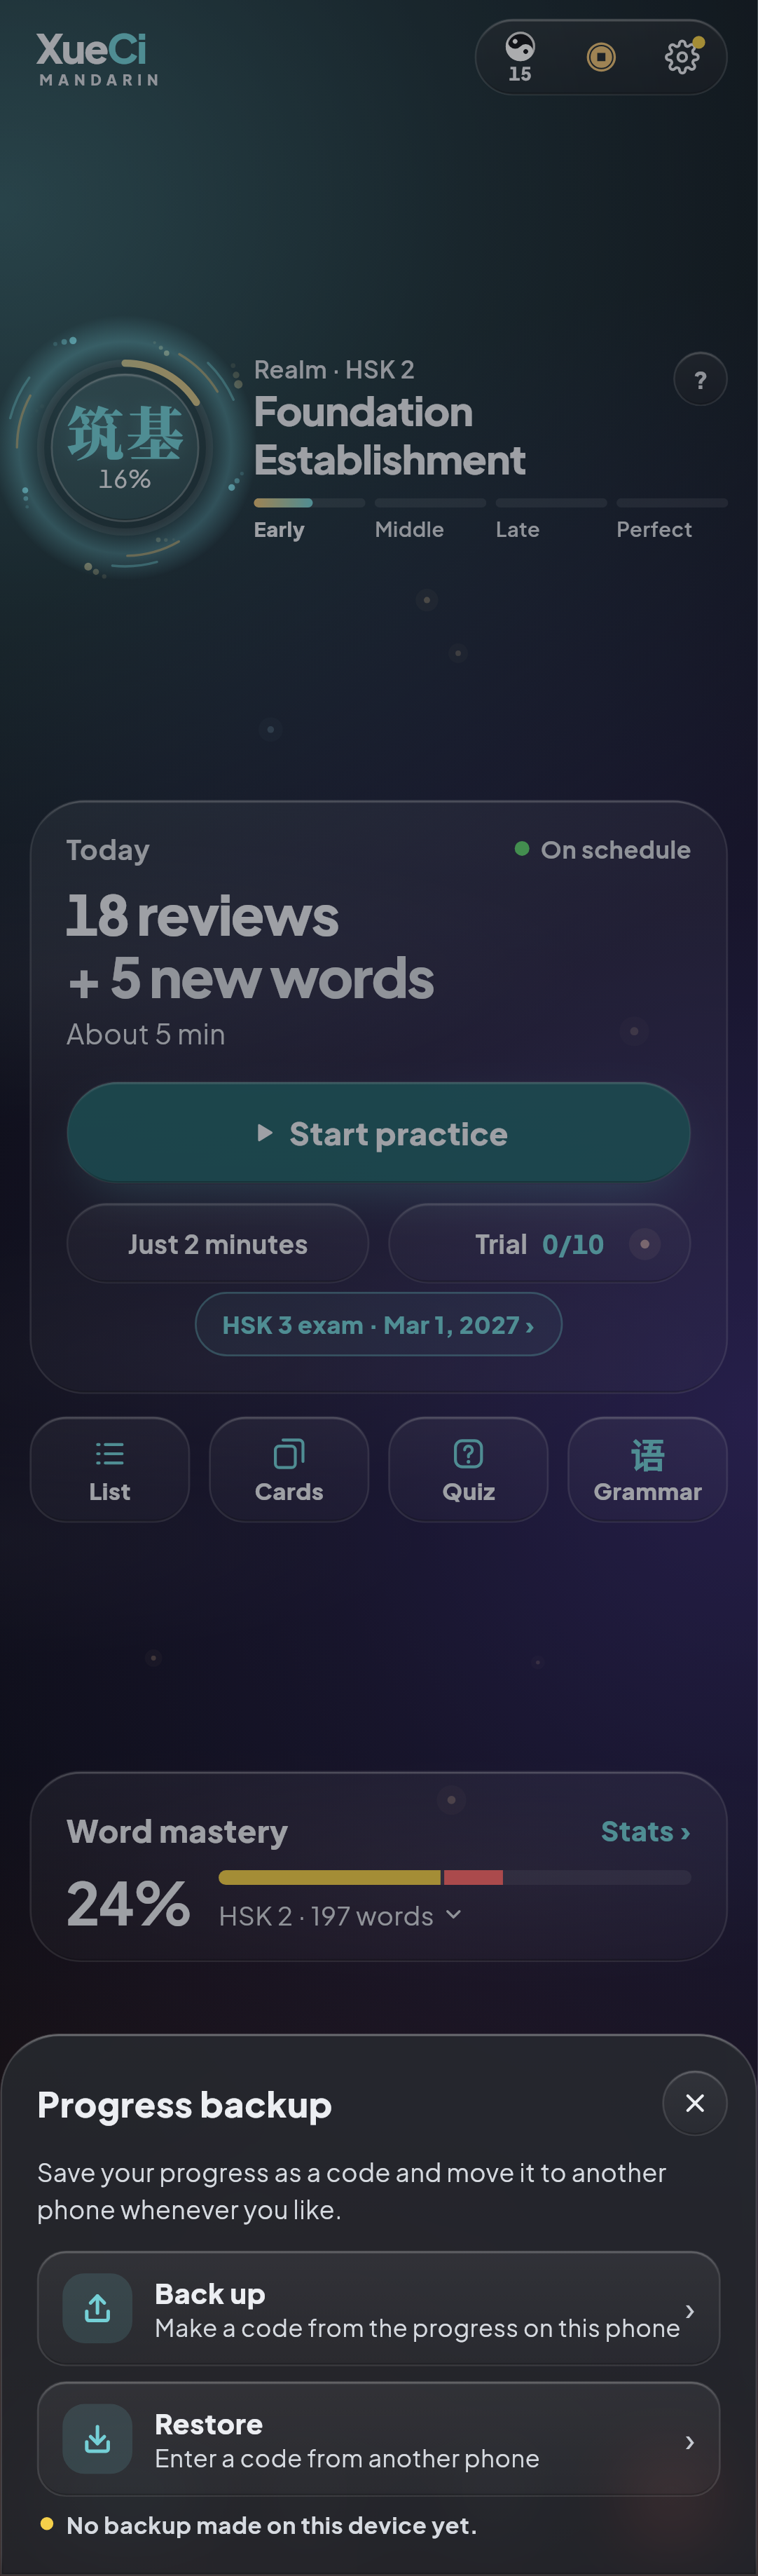 XueCi
MANDARIN
15
筑基
16%
Realm · HSK 2
?
Foundation
Establishment
Early
Middle
Late
Perfect
Today
On schedule
18 reviews
+ 5 new words
About 5 min
Start practice
Just 2 minutes
Trial 0/10
HSK 3 exam · Mar 1, 2027 ›
List
Cards
Quiz
语
Grammar
Word mastery
Stats ›
24%
HSK 2 · 197 words
Progress backup
Save your progress as a code and move it to another
phone whenever you like.
Back up
Make a code from the progress on this phone
›
Restore
Enter a code from another phone
›
No backup made on this device yet.